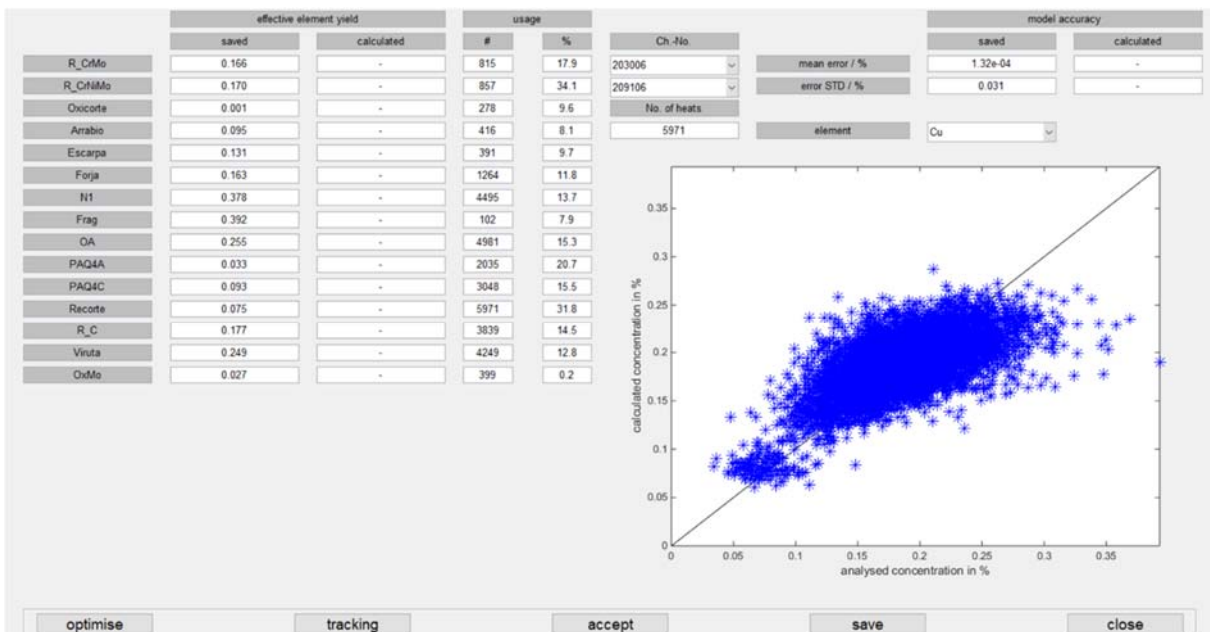 effective element yield usage model accuracy
saved calculated # % Ch.-No. saved calculated
R_CrMo 0.166 - 815 17.9 203006 mean error / % 1.32e-04 -
R_CrNiMo 0.170 - 857 34.1 209106 error STD / % 0.031 -
Oxicorte 0.001 - 278 9.6 No. of heats
Arrabio 0.095 - 416 8.1 5971 element Cu
Escarpa 0.131 - 391 9.7
Forja 0.163 - 1264 11.8
N1 0.378 - 4495 13.7
Frag 0.392 - 102 7.9
OA 0.255 - 4981 15.3
PAQ4A 0.033 - 2035 20.7
PAQ4C 0.093 - 3048 15.5
Recorte 0.075 - 5971 31.8
R_C 0.177 - 3839 14.5
Viruta 0.249 - 4249 12.8
OxMo 0.027 - 399 0.2
0.35
0.3
0.25
0.2
0.15
0.1
0.05
0
calculated concentration in %
0 0.05 0.1 0.15 0.2 0.25 0.3 0.35
analysed concentration in %
optimise tracking accept save close